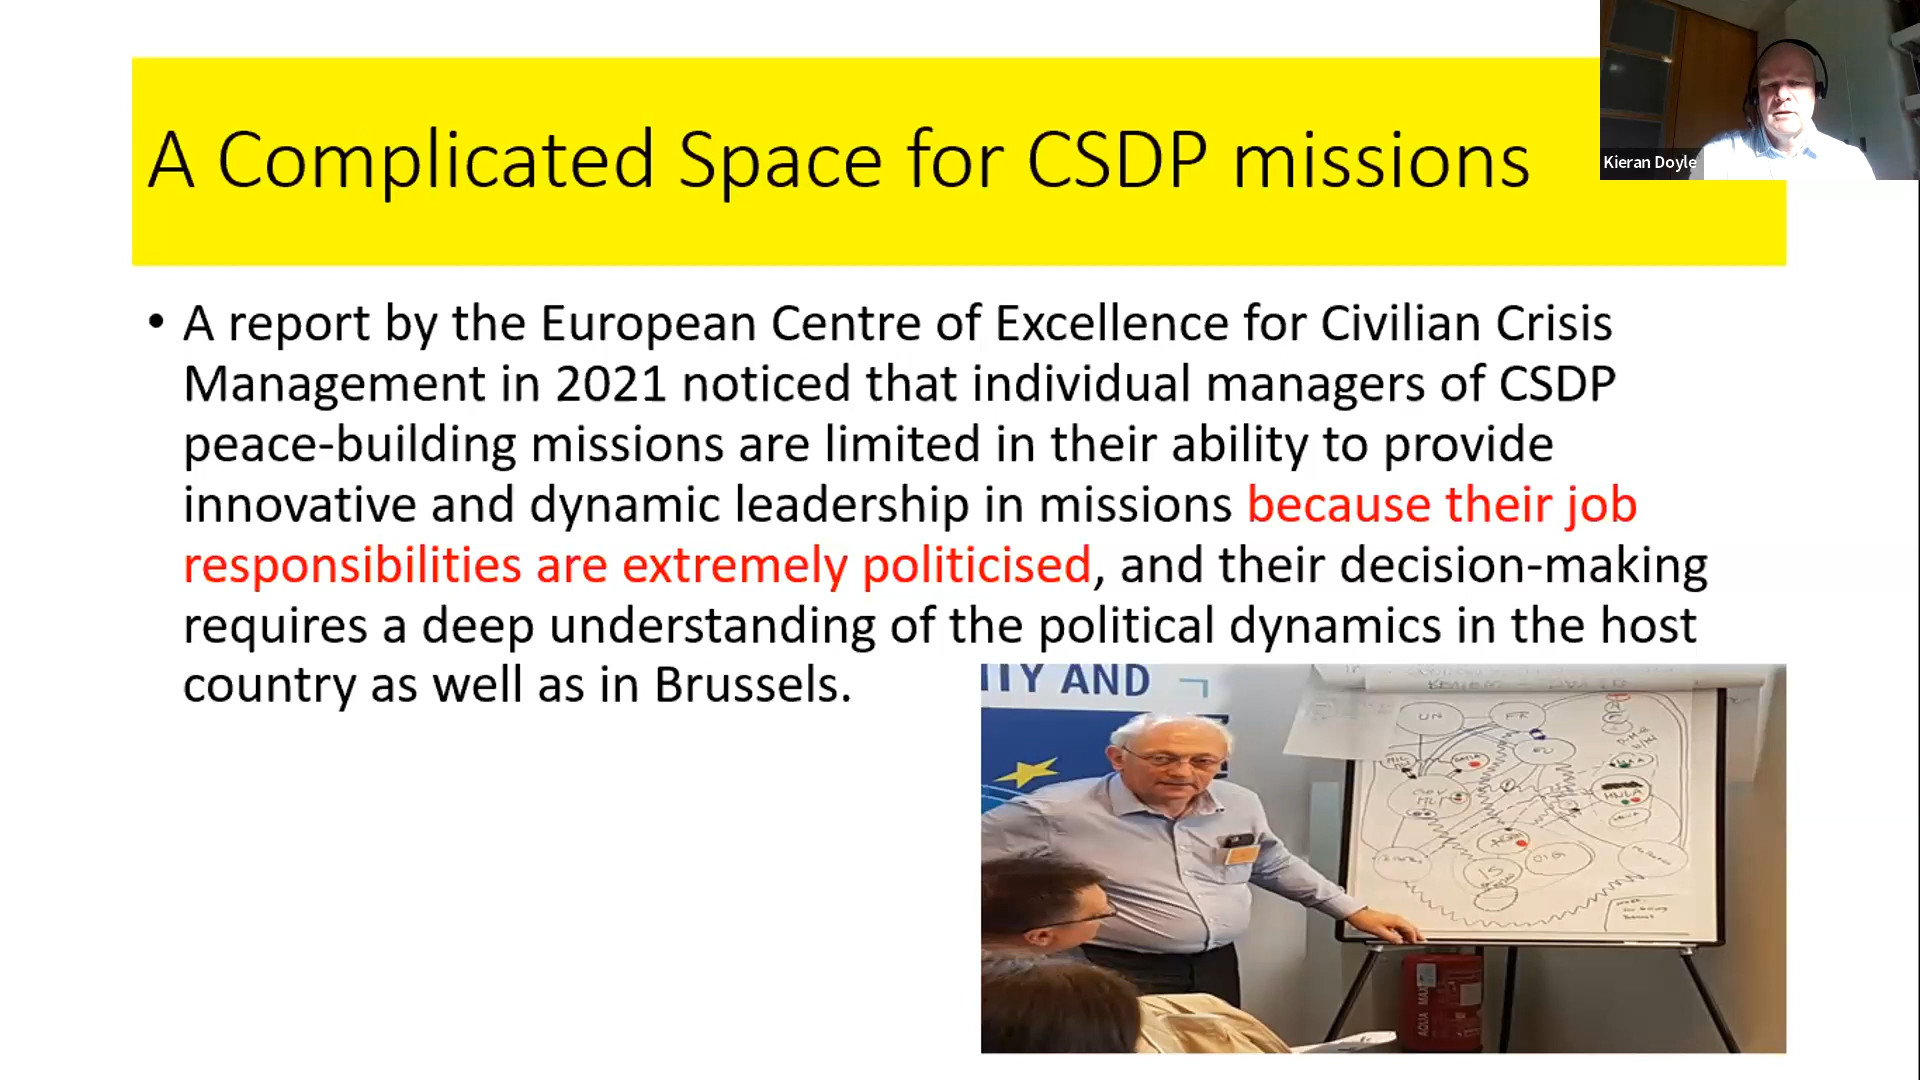 A Complicated Space for CSDP missions
Kieran Doyle
• A report by the European Centre of Excellence for Civilian Crisis
Management in 2021 noticed that individual managers of CSDP
peace-building missions are limited in their ability to provide
innovative and dynamic leadership in missions because their job
responsibilities are extremely politicised, and their decision-making
requires a deep understanding of the political dynamics in the host
country as well as in Brussels.
AND
UN
FR
15
AQUA MAX